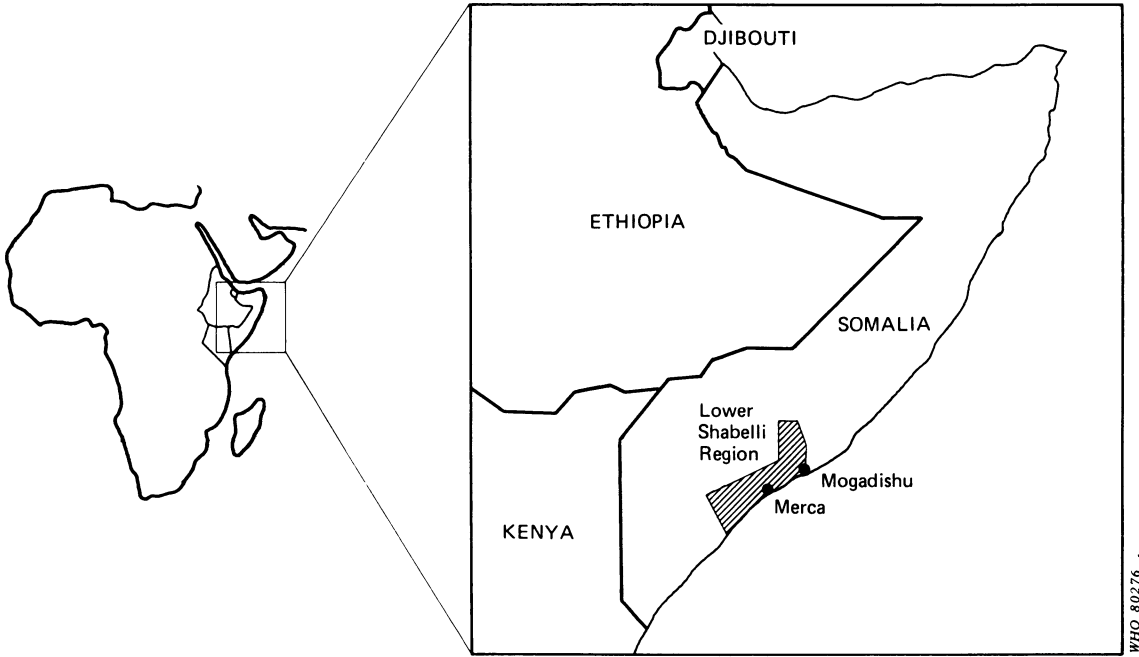 DJIBOUTI
ETHIOPIA
SOMALIA
Lower
Shabelli
Region
Mogadishu
Merca
KENYA
WHO 80276